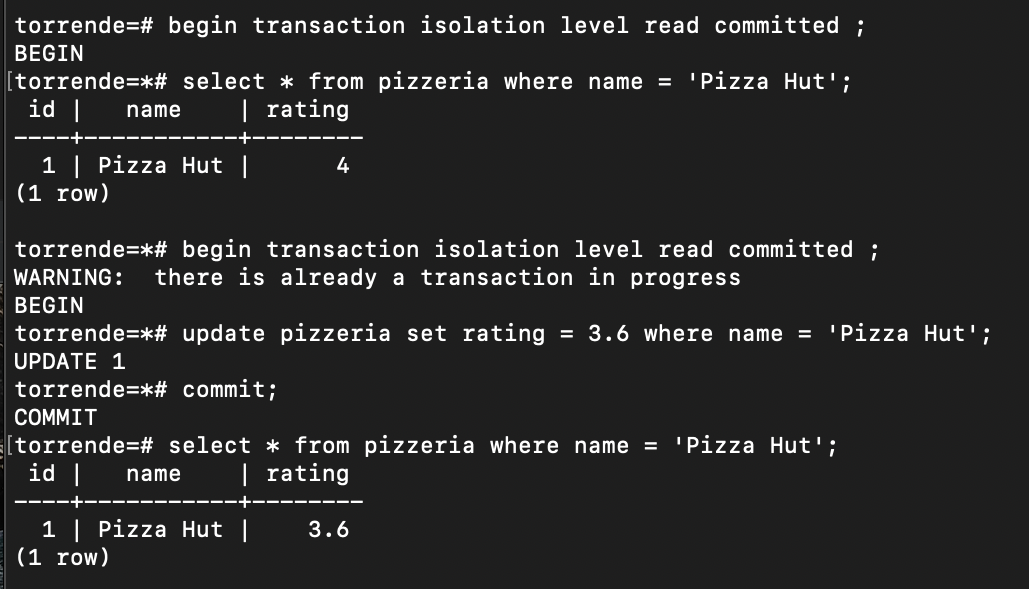 torrende=# begin transaction isolation level read committed ;
BEGIN
[torrende=*# select * from pizzeria where name = 'Pizza Hut';
 id |   name    | rating
----+-----------+--------
  1 | Pizza Hut |      4
(1 row)

torrende=*# begin transaction isolation level read committed ;
WARNING:  there is already a transaction in progress
BEGIN
torrende=*# update pizzeria set rating = 3.6 where name = 'Pizza Hut';
UPDATE 1
torrende=*# commit;
COMMIT
[torrende=# select * from pizzeria where name = 'Pizza Hut';
 id |   name    | rating
----+-----------+--------
  1 | Pizza Hut |    3.6
(1 row)